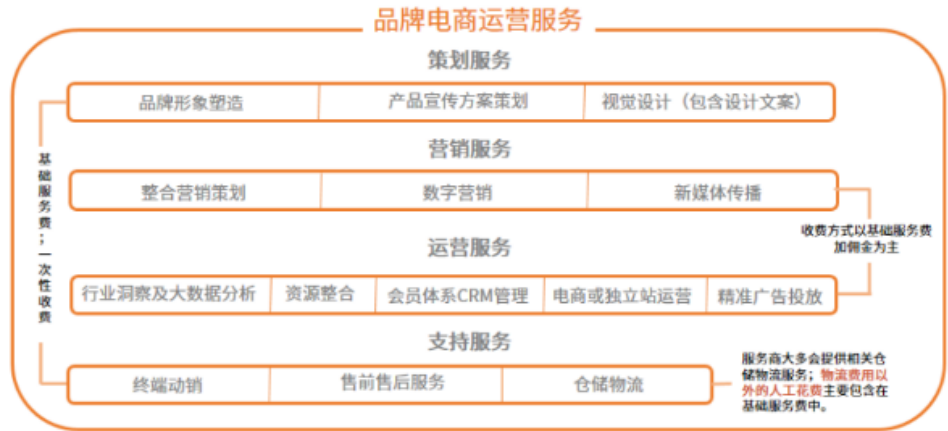 品牌电商运营服务
策划服务
品牌形象塑造
产品宣传方案策划
视觉设计（包含设计文案）
营销服务
整合营销策划
数字营销
新媒体传播
基础服务费；一次性收费
收费方式以基础服务费
加佣金为主
运营服务
行业洞察及大数据分析
资源整合
会员体系CRM管理
电商或独立站运营
精准广告投放
支持服务
终端动销
售前售后服务
仓储物流
服务商大多会提供相关仓
储物流服务；物流费用以
外的人工花费主要包含在
基础服务费中。